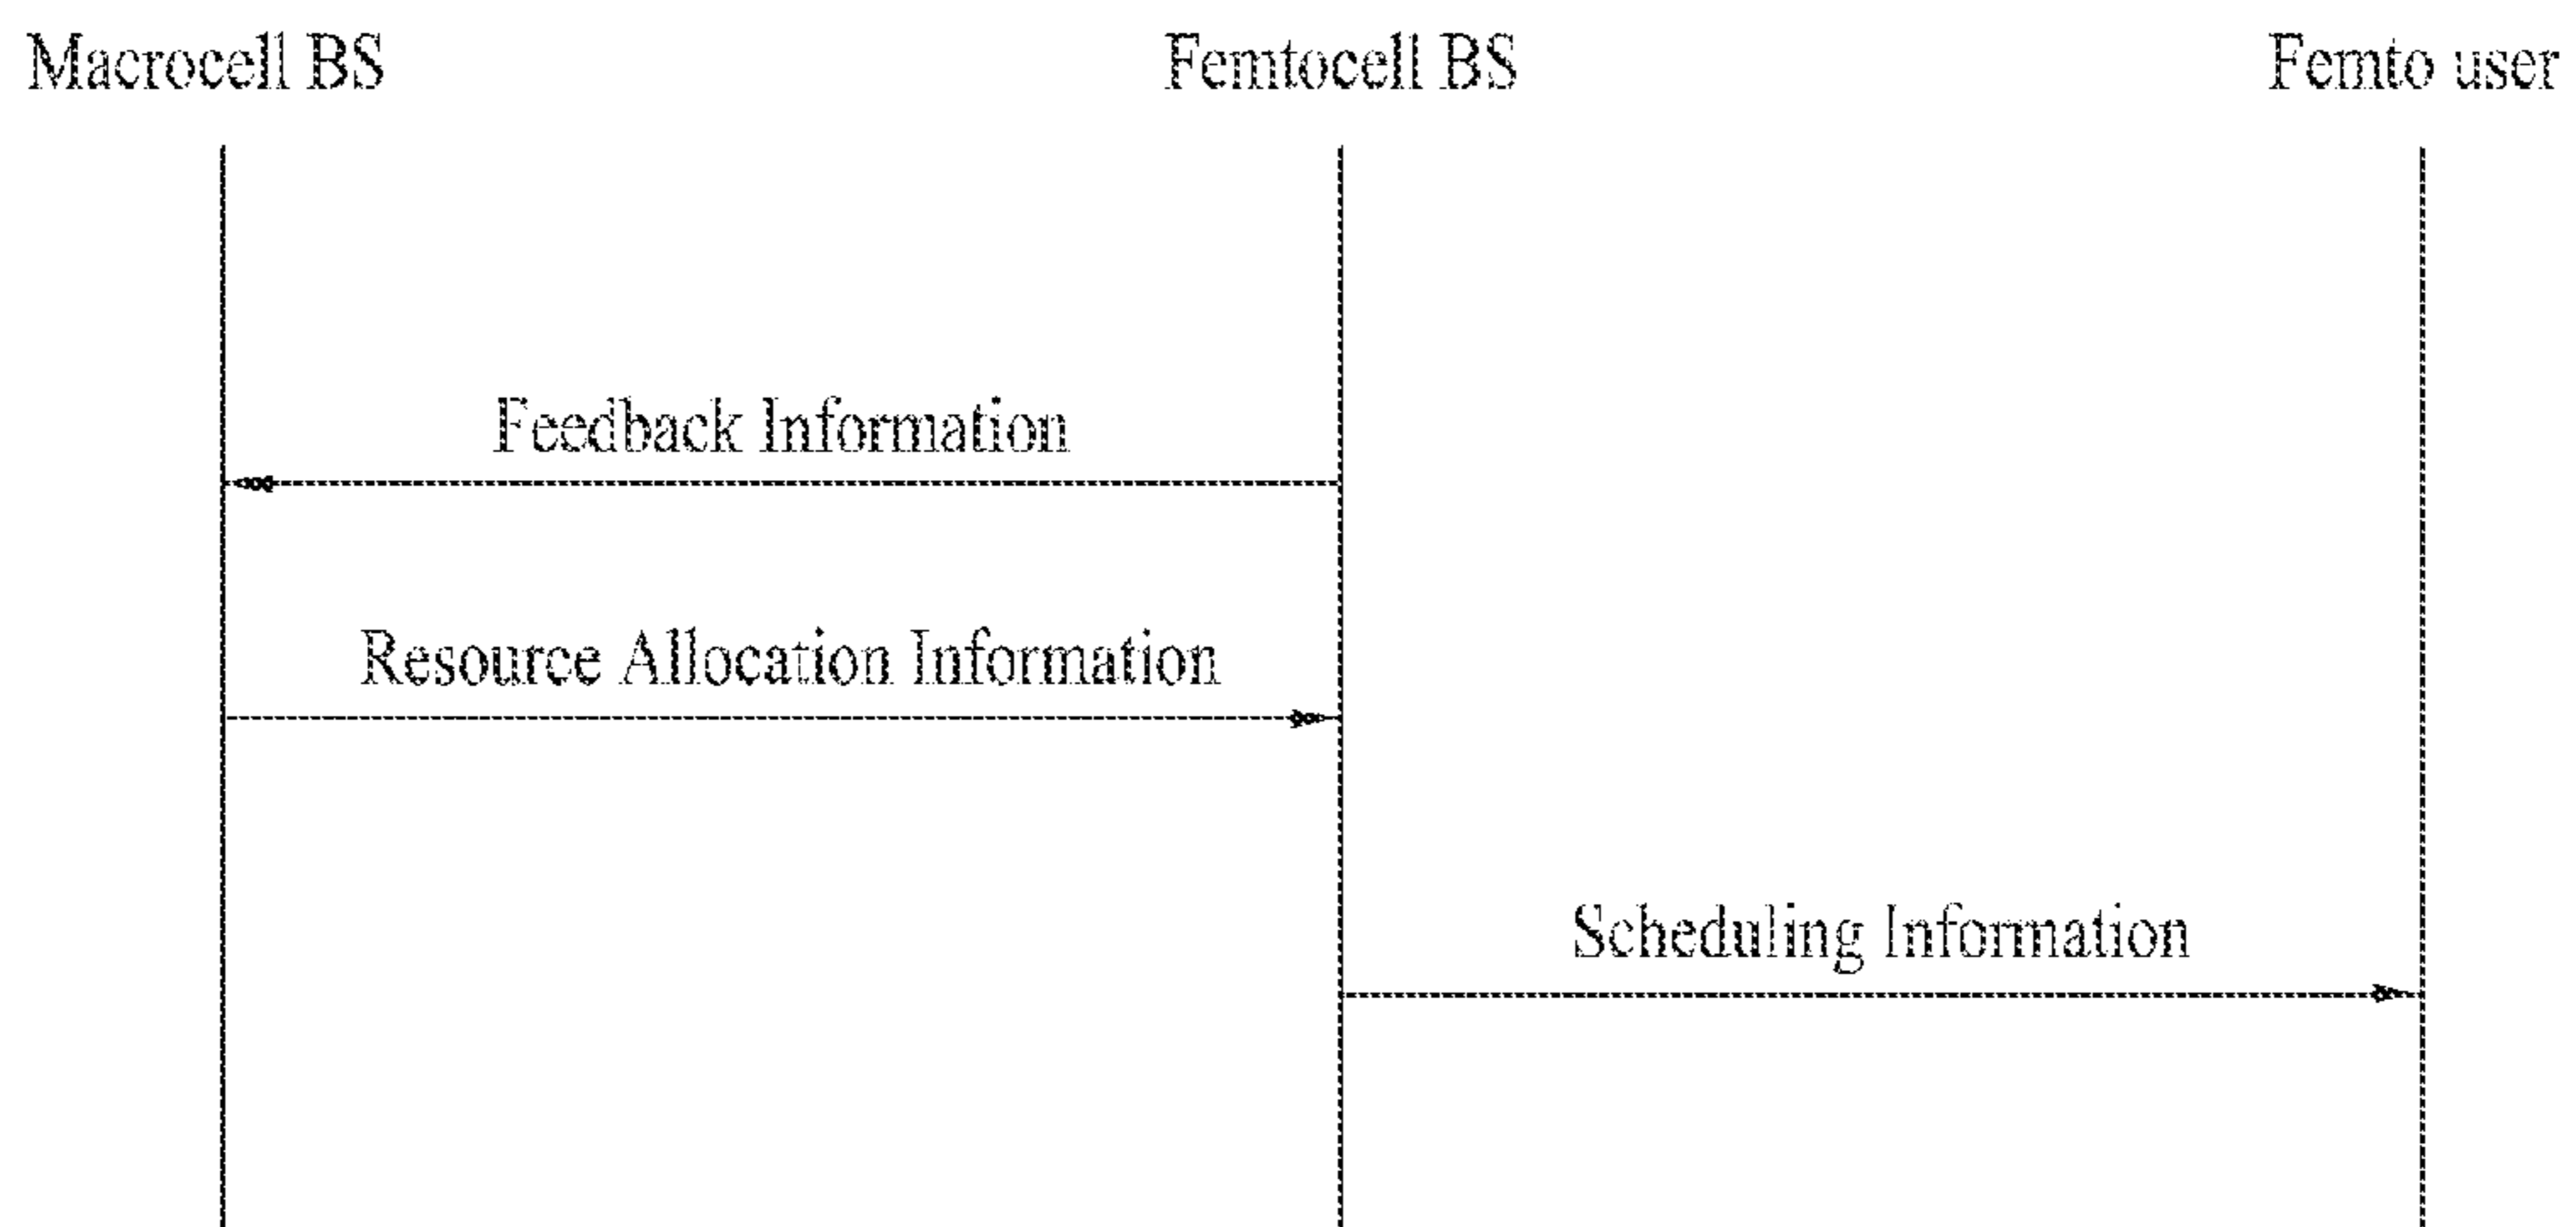 Macrocell BS
Femtocell BS
Femto user
Feedback Information
Resource Allocation Information
Scheduling Information